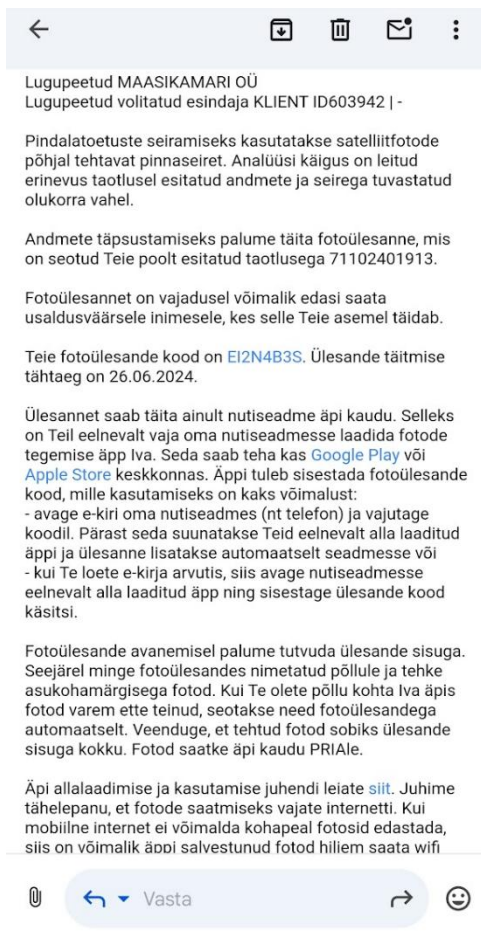 Lugupeetud MAASIKAMARI OÜ
Lugupeetud volitatud esindaja KLIENT ID603942 | -
Pindalatoetuste seiramiseks kasutatakse satelliitfotode
põhjal tehtavat pinnaseiret. Analüüsi käigus on leitud
erinevus taotlusel esitatud andmete ja seirega tuvastatud
olukorra vahel.
Andmete täpsustamiseks palume täita fotoülesanne, mis
on seotud Teie poolt esitatud taotlusega 71102401913.
Fotoülesannet on vajadusel võimalik edasi saata
usaldusväärsele inimesele, kes selle Teie asemel täidab.
Teie fotoülesande kood on EI2N4B3S. Ülesande täitmise
tähtaeg on 26.06.2024.
Ülesannet saab täita ainult nutiseadme äpi kaudu. Selleks
on Teil eelnevalt vaja oma nutiseadmesse laadida fotode
tegemise äpp Iva. Seda saab teha kas Google Play või
Apple Store keskkonnas. Äppi tuleb sisestada fotoülesande
kood, mille kasutamiseks on kaks võimalust:
- avage e-kiri oma nutiseadmes (nt telefon) ja vajutage
koodil. Pärast seda suunatakse Teid eelnevalt alla laaditud
äppi ja ülesanne lisatakse automaatselt seadmesse või
- kui Te loete e-kirja arvutis, siis avage nutiseadmesse
eelnevalt alla laaditud äpp ning sisestage ülesande kood
käsitsi.
Fotoülesande avanemisel palume tutvuda ülesande sisuga.
Seejärel minge fotoülesandes nimetatud põllule ja tehke
asukohamärgisega fotod. Kui Te olete põllu kohta Iva äpis
fotod varem ette teinud, seotakse need fotoülesandega
automaatselt. Veenduge, et tehtud fotod sobiks ülesande
sisuga kokku. Fotod saatke äpi kaudu PRIAle.
Äpi allalaadimise ja kasutamise juhendi leiate siit. Juhime
tähelepanu, et fotode saatmiseks vajate internetti. Kui
mobiilne internet ei võimalda kohapeal fotosid edastada,
siis on võimalik äppi salvestunud fotod hiljem saata wifi
Vasta